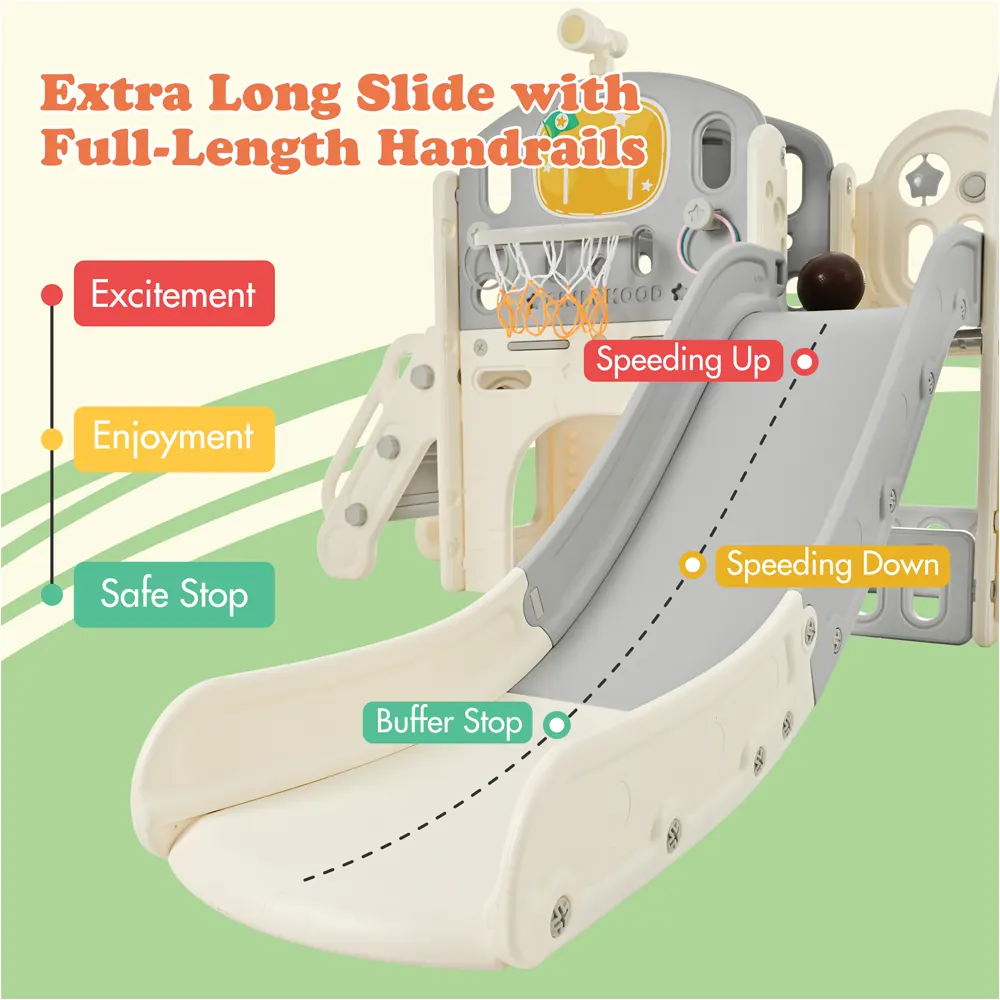 Extra Long Slide with
Full-Length Handrails
Excitement
Enjoyment
Safe Stop
Speeding Up
Speeding Down
Buffer Stop